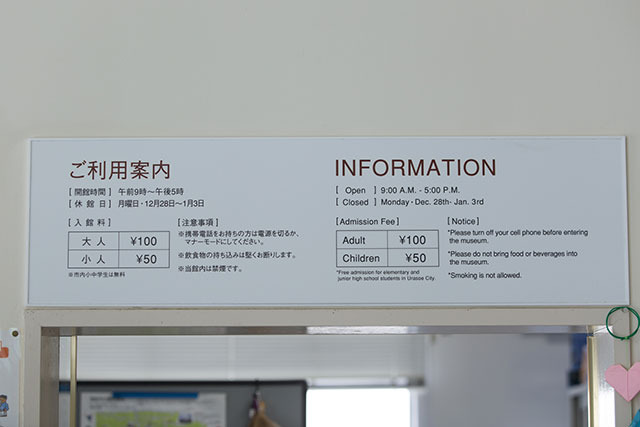 ご利用案内
[ 開館時間 ] 午前9時～午後5時
[ 休 館 日 ] 月曜日・12月28日～1月3日
[ 入 館 料 ]
大 人 ¥100
小 人 ¥50
※市内小中学生は無料
[ 注意事項 ]
※携帯電話をお持ちの方は電源を切るか、
マナーモードにしてください。
※飲食物の持ち込みは堅くお断りします。
※当館内は禁煙です。
INFORMATION
[ Open ] 9:00 A.M. - 5:00 P.M.
[ Closed ] Monday · Dec. 28th- Jan. 3rd
[ Admission Fee ]
Adult ¥100
Children ¥50
*Free admission for elementary and
junior high school students in Urasoe City.
[ Notice ]
*Please turn off your cell phone before entering
the museum.
*Please do not bring food or beverages into
the museum.
*Smoking is not allowed.